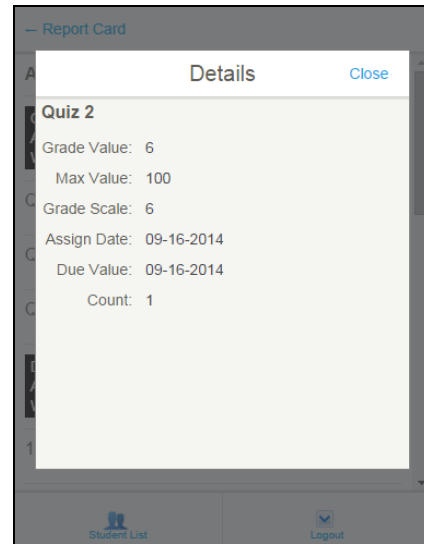 ← Report Card
Details
Close
Quiz 2
Grade Value: 6
Max Value: 100
Grade Scale: 6
Assign Date: 09-16-2014
Due Value: 09-16-2014
Count: 1
Student List
Logout